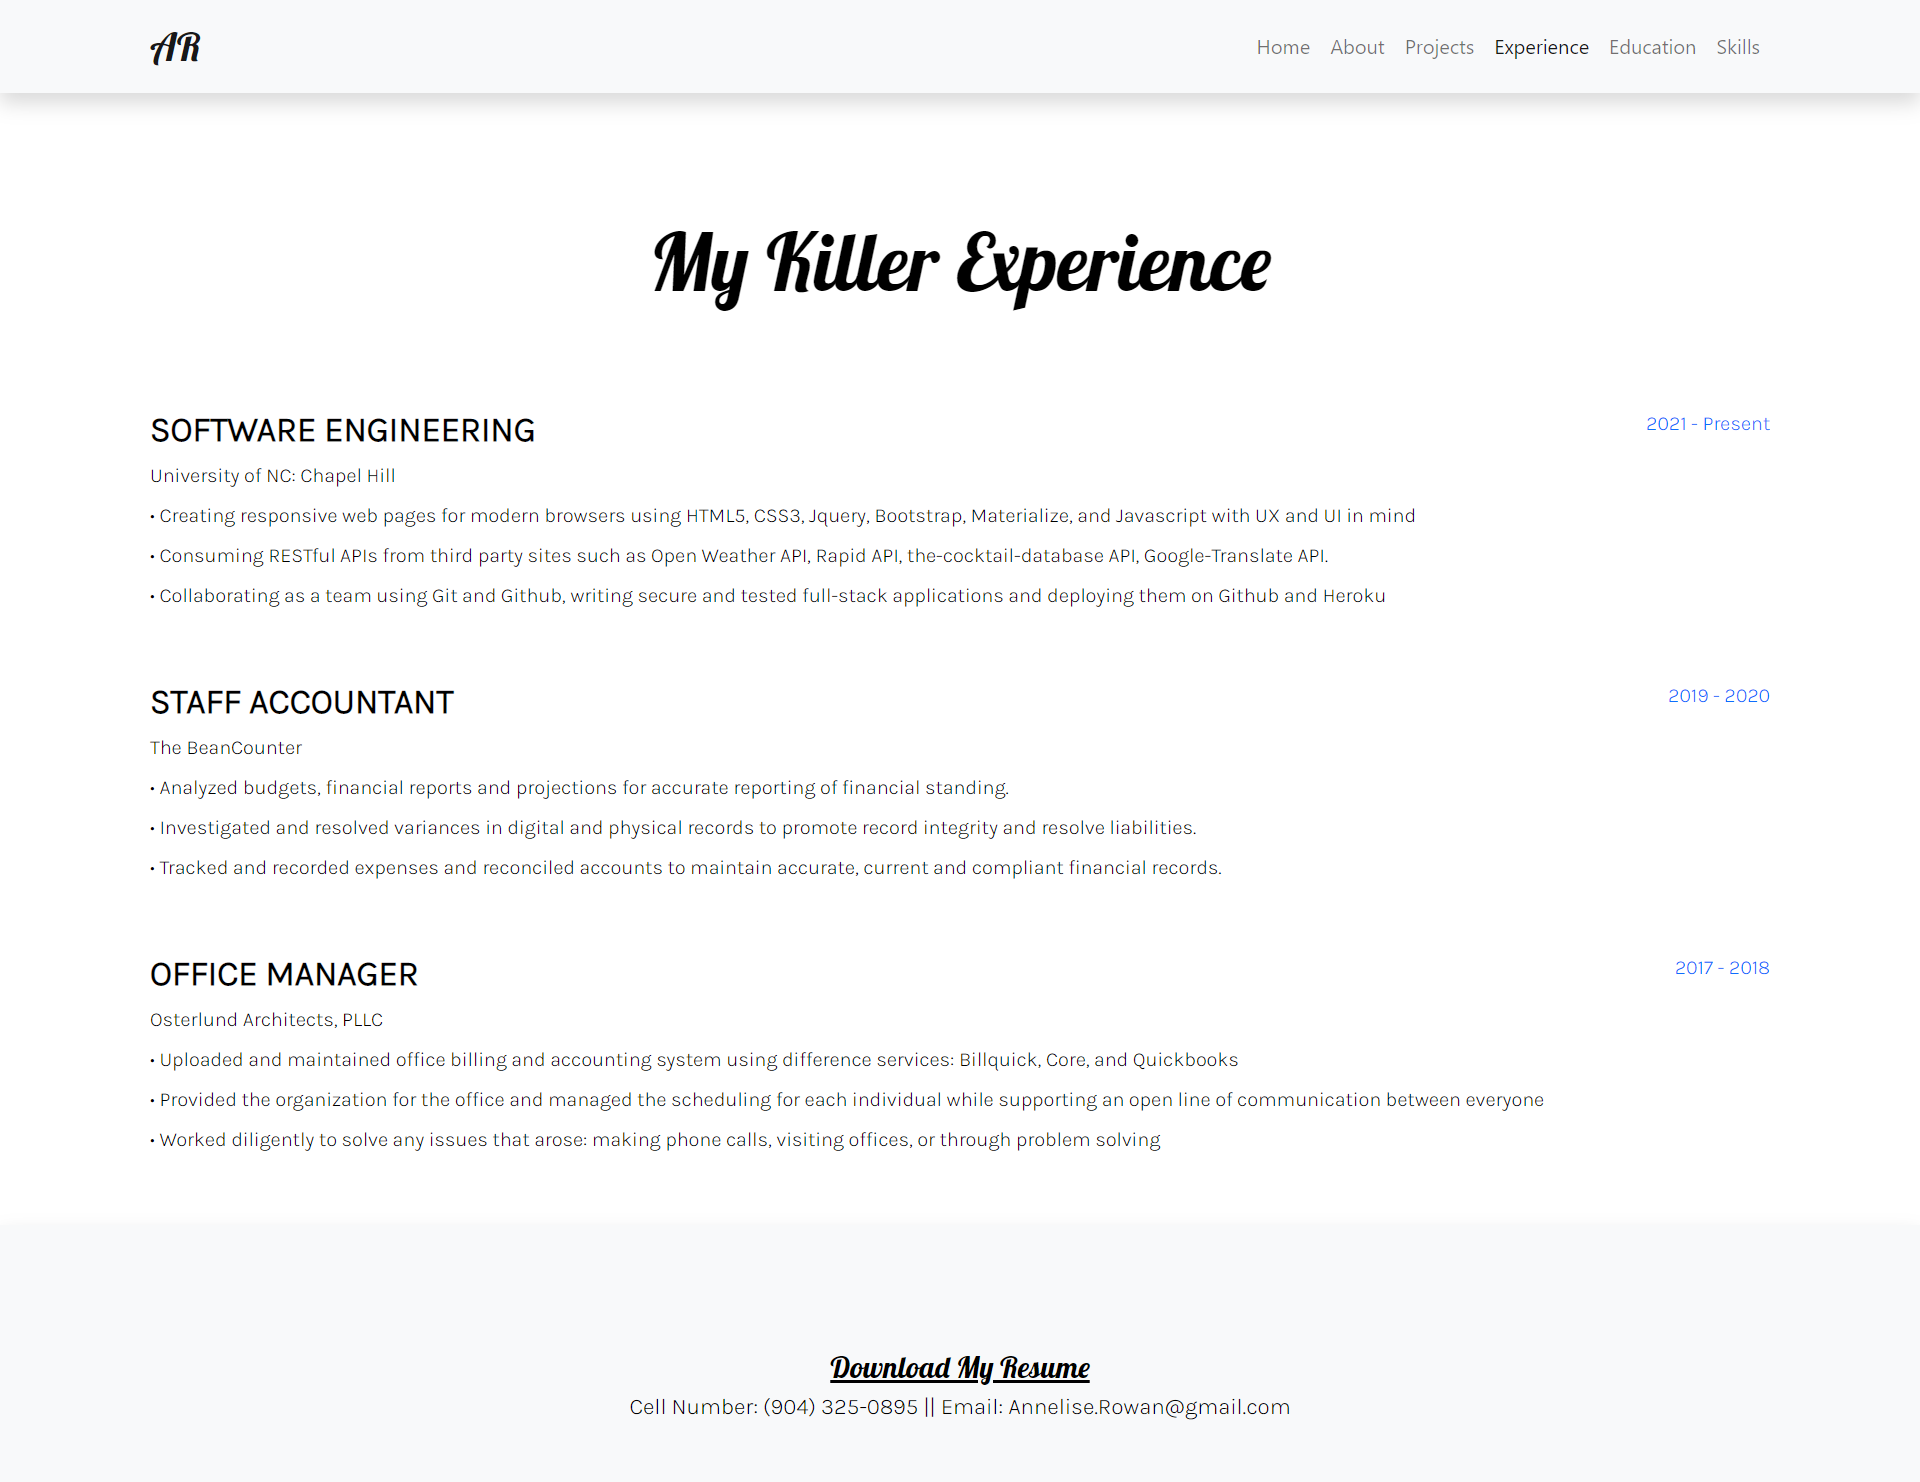 AR
Home About Projects Experience Education Skills
My Killer Experience
SOFTWARE ENGINEERING
2021 - Present
University of NC: Chapel Hill
• Creating responsive web pages for modern browsers using HTML5, CSS3, Jquery, Bootstrap, Materialize, and Javascript with UX and UI in mind
• Consuming RESTful APIs from third party sites such as Open Weather API, Rapid API, the-cocktail-database API, Google-Translate API.
• Collaborating as a team using Git and Github, writing secure and tested full-stack applications and deploying them on Github and Heroku
STAFF ACCOUNTANT
2019 - 2020
The BeanCounter
• Analyzed budgets, financial reports and projections for accurate reporting of financial standing.
• Investigated and resolved variances in digital and physical records to promote record integrity and resolve liabilities.
• Tracked and recorded expenses and reconciled accounts to maintain accurate, current and compliant financial records.
OFFICE MANAGER
2017 - 2018
Osterlund Architects, PLLC
• Uploaded and maintained office billing and accounting system using difference services: Billquick, Core, and Quickbooks
• Provided the organization for the office and managed the scheduling for each individual while supporting an open line of communication between everyone
• Worked diligently to solve any issues that arose: making phone calls, visiting offices, or through problem solving
Download My Resume
Cell Number: (904) 325-0895 || Email: Annelise.Rowan@gmail.com